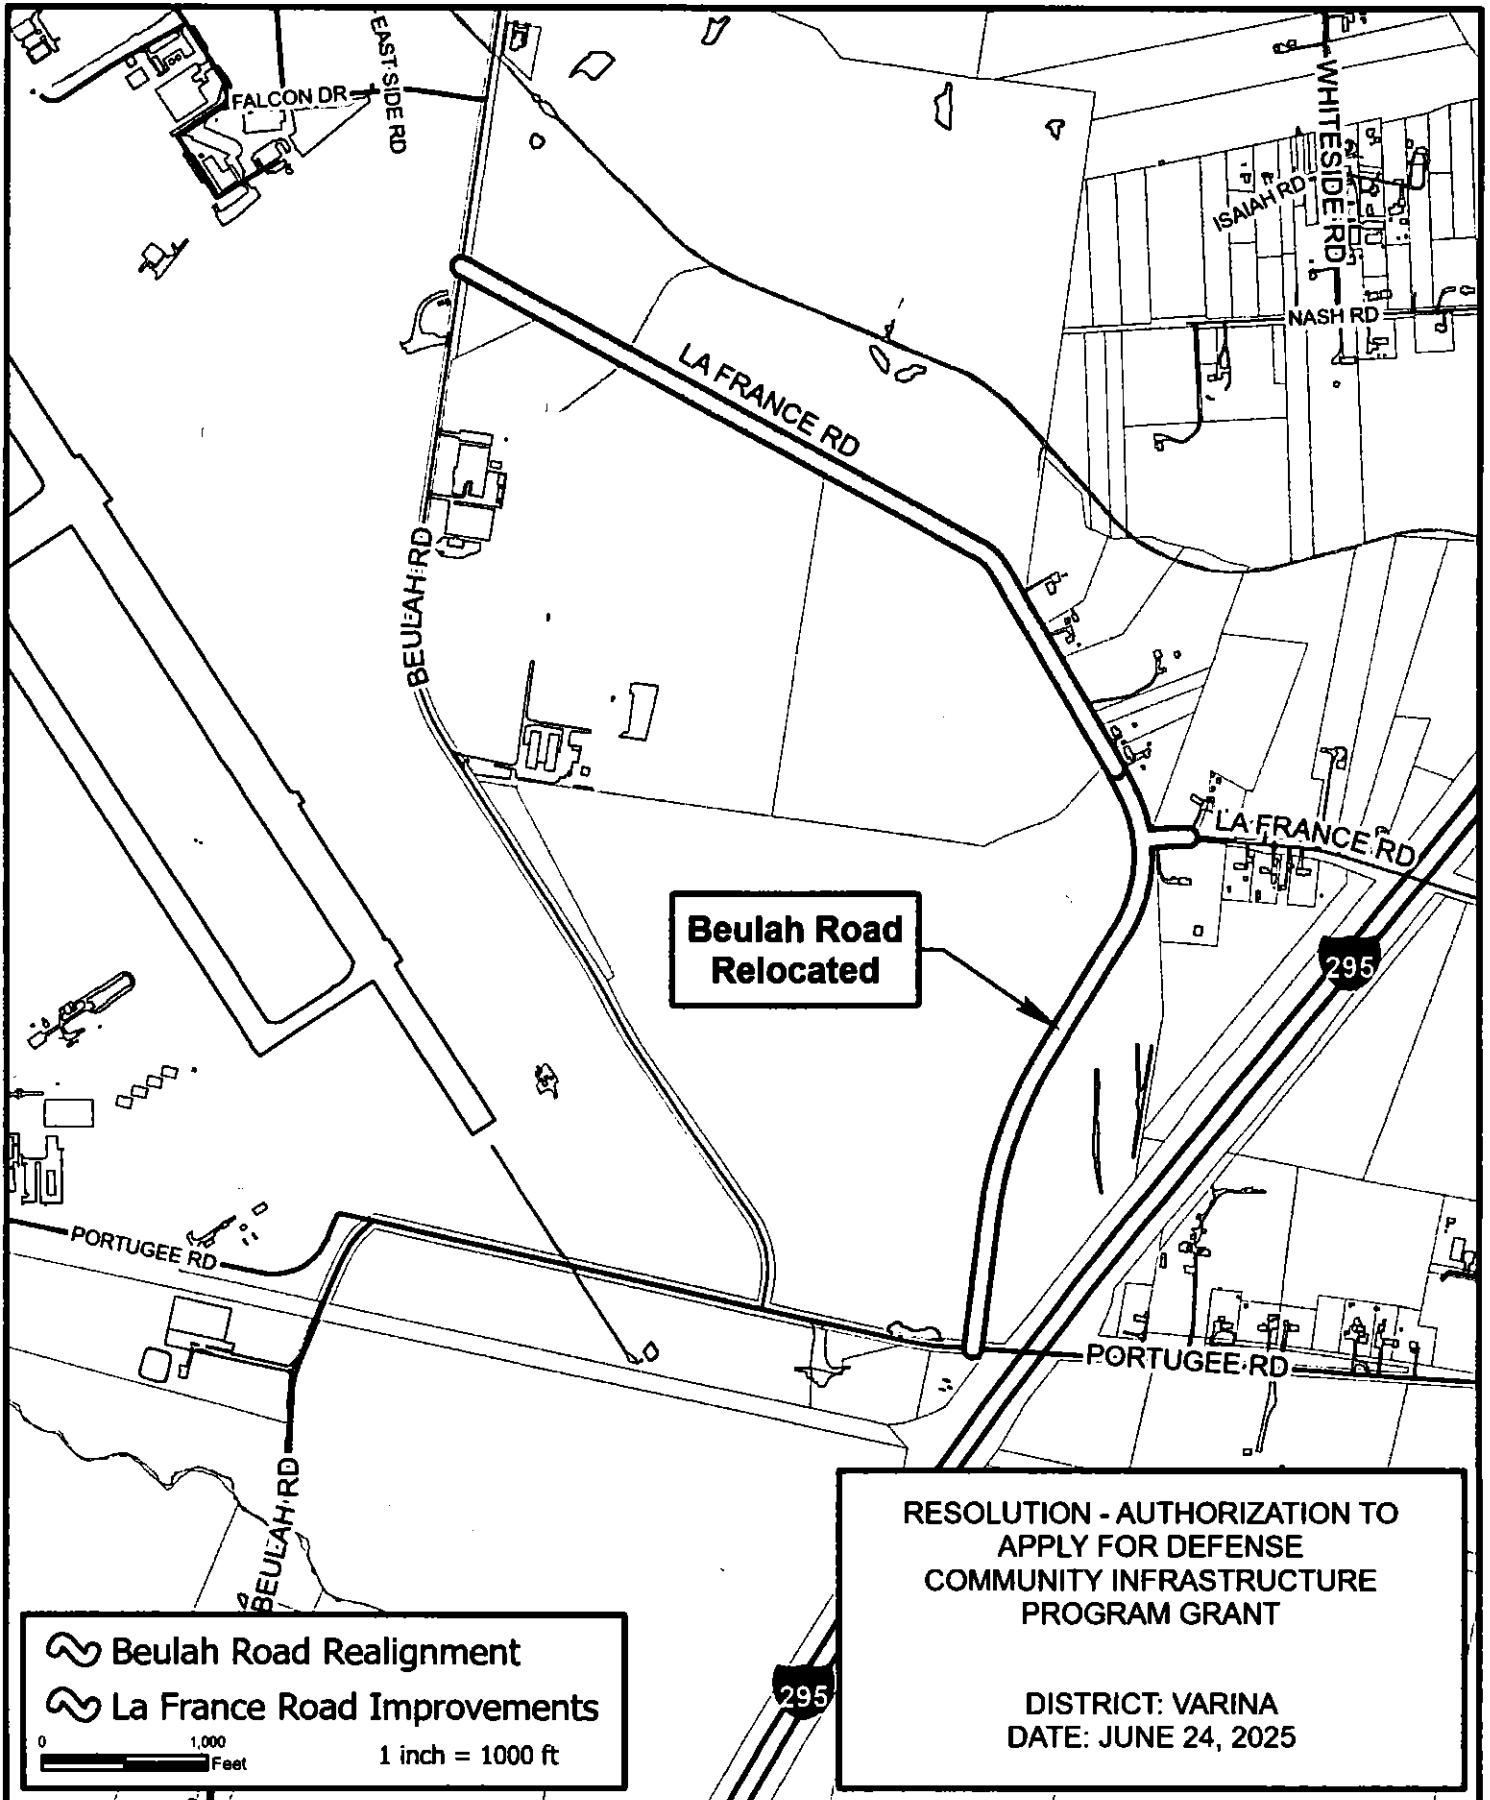 EAST SIDE RD
FALCON DR
WHITESIDE RD
ISAIAH RD
NASH RD
LA FRANCE RD
BEULAH RD
LA FRANCE RD
Beulah Road
Relocated
295
PORTUGEE RD
PORTUGEE RD
BEULAH RD
RESOLUTION - AUTHORIZATION TO
APPLY FOR DEFENSE
COMMUNITY INFRASTRUCTURE
PROGRAM GRANT
DISTRICT: VARINA
DATE: JUNE 24, 2025
Beulah Road Realignment
La France Road Improvements
0 1,000
Feet
1 inch = 1000 ft
295